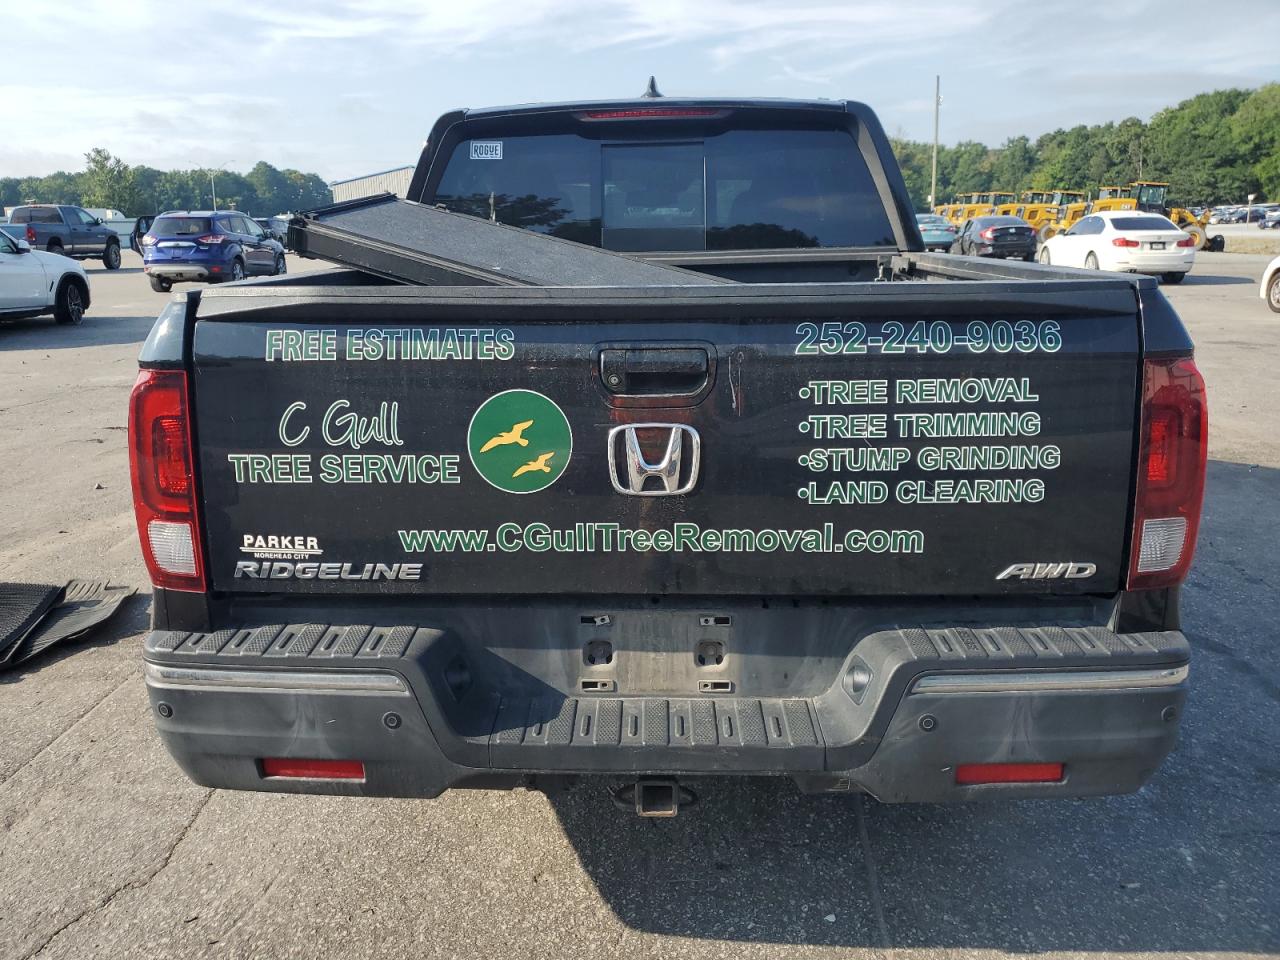 ROGUE
FREE ESTIMATES
252-240-9036
C Gull
TREE SERVICE
•TREE REMOVAL
•TREE TRIMMING
•STUMP GRINDING
•LAND CLEARING
www.CGullTreeRemoval.com
PARKER
MOREHEAD CITY
RIDGELINE
AWD